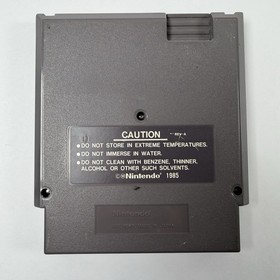 CAUTION
•DO NOT STORE IN EXTREME TEMPERATURES.
•DO NOT IMMERSE IN WATER.
•DO NOT CLEAN WITH BENZENE, THINNER,
ALCOHOL OR OTHER SUCH SOLVENTS.
©Nintendo® 1985